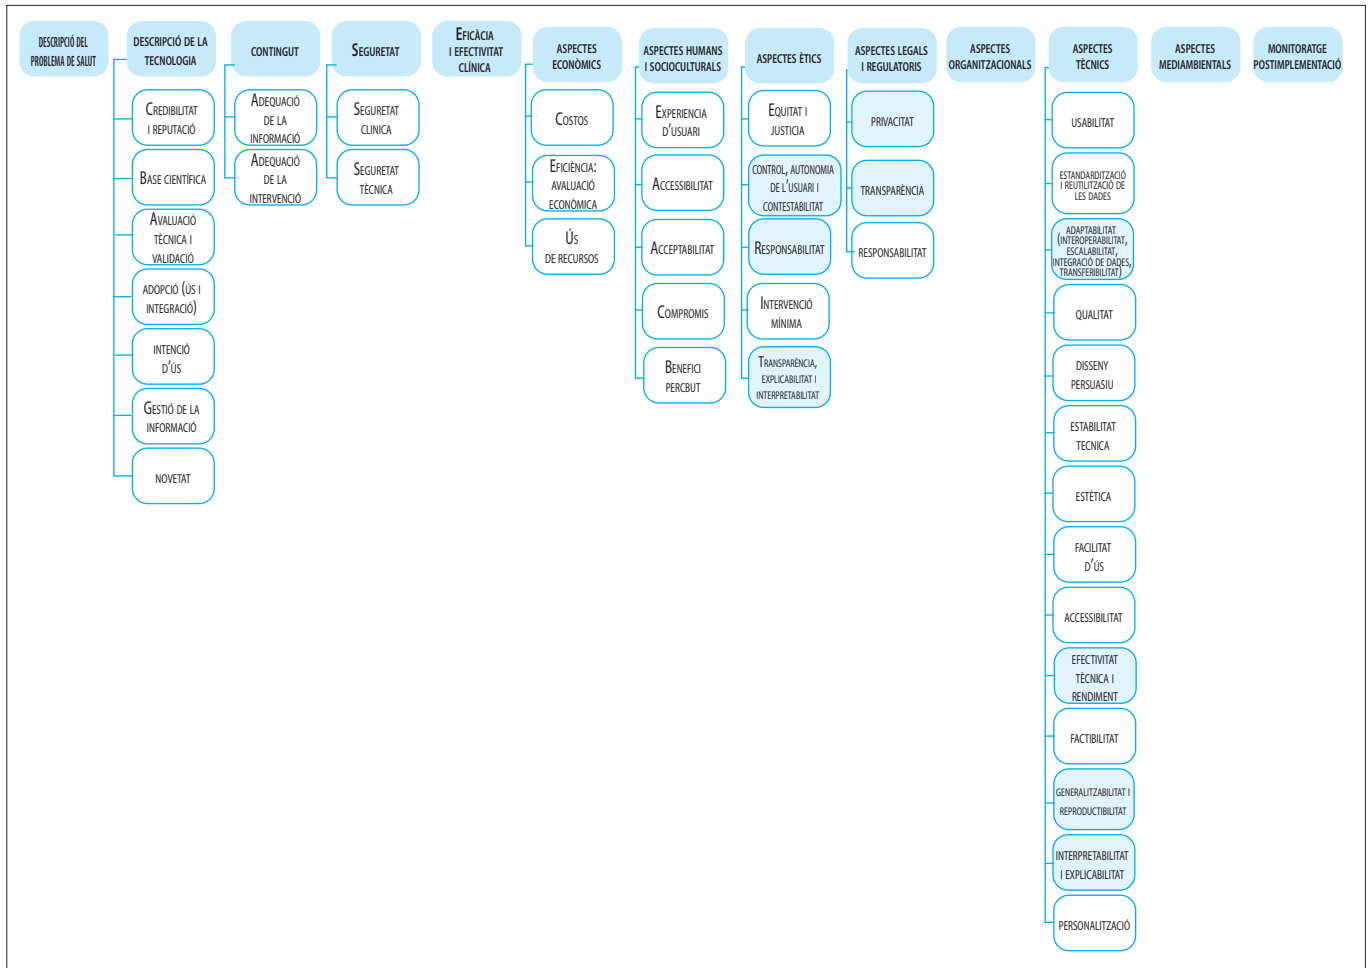 DESCRIPCIÓ DEL
PROBLEMA DE SALUT
DESCRIPCIÓ DE LA
TECNOLOGIA
CREDIBILITAT
I REPUTACIÓ
BASE CIENTÍFICA
AVALUACIÓ
TÈCNICA I
VALIDACIÓ
ADOPCIÓ (ÚS I
INTEGRACIÓ)
INTENCIÓ
D'ÚS
GESTIÓ DE LA
INFORMACIÓ
NOVETAT
CONTINGUT
ADEQUACIÓ
DE LA
INFORMACIÓ
ADEQUACIÓ
DE LA
INTERVENCIÓ
SEGURETAT
SEGURETAT
CLINICA
SEGURETAT
TÈCNICA
EFICÀCIA
I EFECTIVITAT
CLÍNICA
ASPECTES
ECONÒMICS
COSTOS
EFICIÈNCIA:
AVALUACIÓ
ECONÒMICA
ÚS
DE RECURSOS
ASPECTES HUMANS
I SOCIOCULTURALS
EXPERIENCIA
D'USUARI
ACCESSIBILITAT
ACCEPTABILITAT
COMPROMIS
BENEFICI
PERCBUT
ASPECTES ÈTICS
EQUITAT I
JUSTICIA
CONTROL, AUTONOMIA
DE L'USUARI I
CONTESTABILITAT
RESPONSABILITAT
INTERVENCIÓ
MÍNIMA
TRANSPARÈNCIA,
EXPLICABILITAT I
INTERPRETABILITAT
ASPECTES LEGALS
I REGULATORIS
PRIVACITAT
TRANSPARÈNCIA
RESPONSABILITAT
ASPECTES
ORGANITZACIONALS
ASPECTES
TÈCNICS
USABILITAT
ESTANDARDITZACIÓ
I REUTILITZACIÓ DE
LES DADES
ADAPTABILITAT
(INTEROPERABILITAT,
ESCALABILITAT,
INTEGRACIÓ DE DADES,
TRANSFERIBILITAT)
QUALITAT
DISSENY
PERSUASIU
ESTABILITAT
TECNICA
ESTÈTICA
FACILITAT
D'ÚS
ACCESSIBILITAT
EFECTIVITAT
TÈCNICA I
RENDIMENT
FACTIBILITAT
GENERALITZABILITAT I
REPRODUCTIBILITAT
INTERPRETABILITAT
I EXPLICABILITAT
PERSONALITZACIÓ
ASPECTES
MEDIAMBIENTALS
MONITORATGE
POSTIMPLEMENTACIÓ